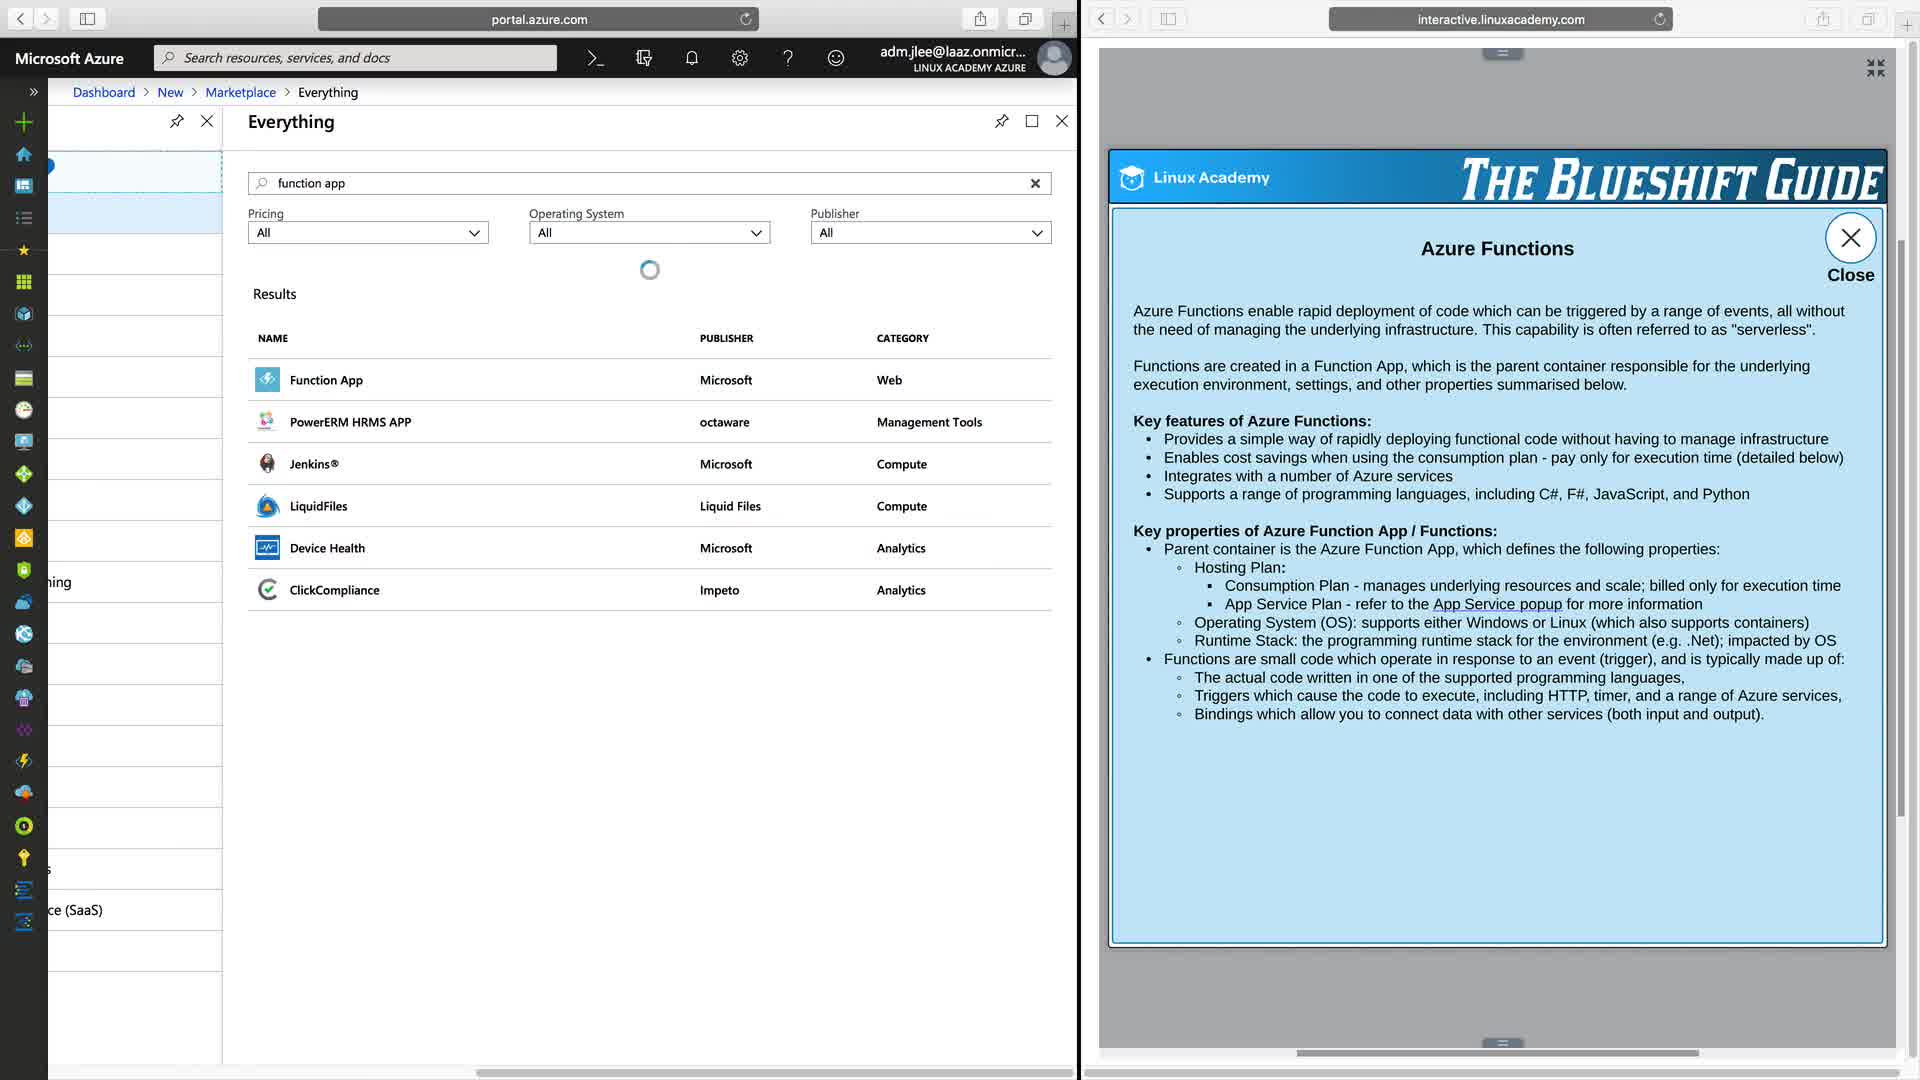 portal.azure.com
Microsoft Azure
Search resources, services, and docs
adm.jlee@laaz.onmicr...
LINUX ACADEMY AZURE
Dashboard > New > Marketplace > Everything
Everything
function app
Pricing
Operating System
Publisher
All
All
All
Results
NAME PUBLISHER CATEGORY
Function App Microsoft Web
PowerERM HRMS APP octaware Management Tools
Jenkins® Microsoft Compute
LiquidFiles Liquid Files Compute
Device Health Microsoft Analytics
ClickCompliance Impeto Analytics
ning
s
ce (SaaS)
interactive.linuxacademy.com
Linux Academy
THE BLUESHIFT GUIDE
Azure Functions
Close
Azure Functions enable rapid deployment of code which can be triggered by a range of events, all without
the need of managing the underlying infrastructure. This capability is often referred to as "serverless".
Functions are created in a Function App, which is the parent container responsible for the underlying
execution environment, settings, and other properties summarised below.
Key features of Azure Functions:
• Provides a simple way of rapidly deploying functional code without having to manage infrastructure
• Enables cost savings when using the consumption plan - pay only for execution time (detailed below)
• Integrates with a number of Azure services
• Supports a range of programming languages, including C#, F#, JavaScript, and Python
Key properties of Azure Function App / Functions:
• Parent container is the Azure Function App, which defines the following properties:
◦ Hosting Plan:
▪ Consumption Plan - manages underlying resources and scale; billed only for execution time
▪ App Service Plan - refer to the App Service popup for more information
◦ Operating System (OS): supports either Windows or Linux (which also supports containers)
◦ Runtime Stack: the programming runtime stack for the environment (e.g. .Net); impacted by OS
• Functions are small code which operate in response to an event (trigger), and is typically made up of:
◦ The actual code written in one of the supported programming languages,
◦ Triggers which cause the code to execute, including HTTP, timer, and a range of Azure services,
◦ Bindings which allow you to connect data with other services (both input and output).